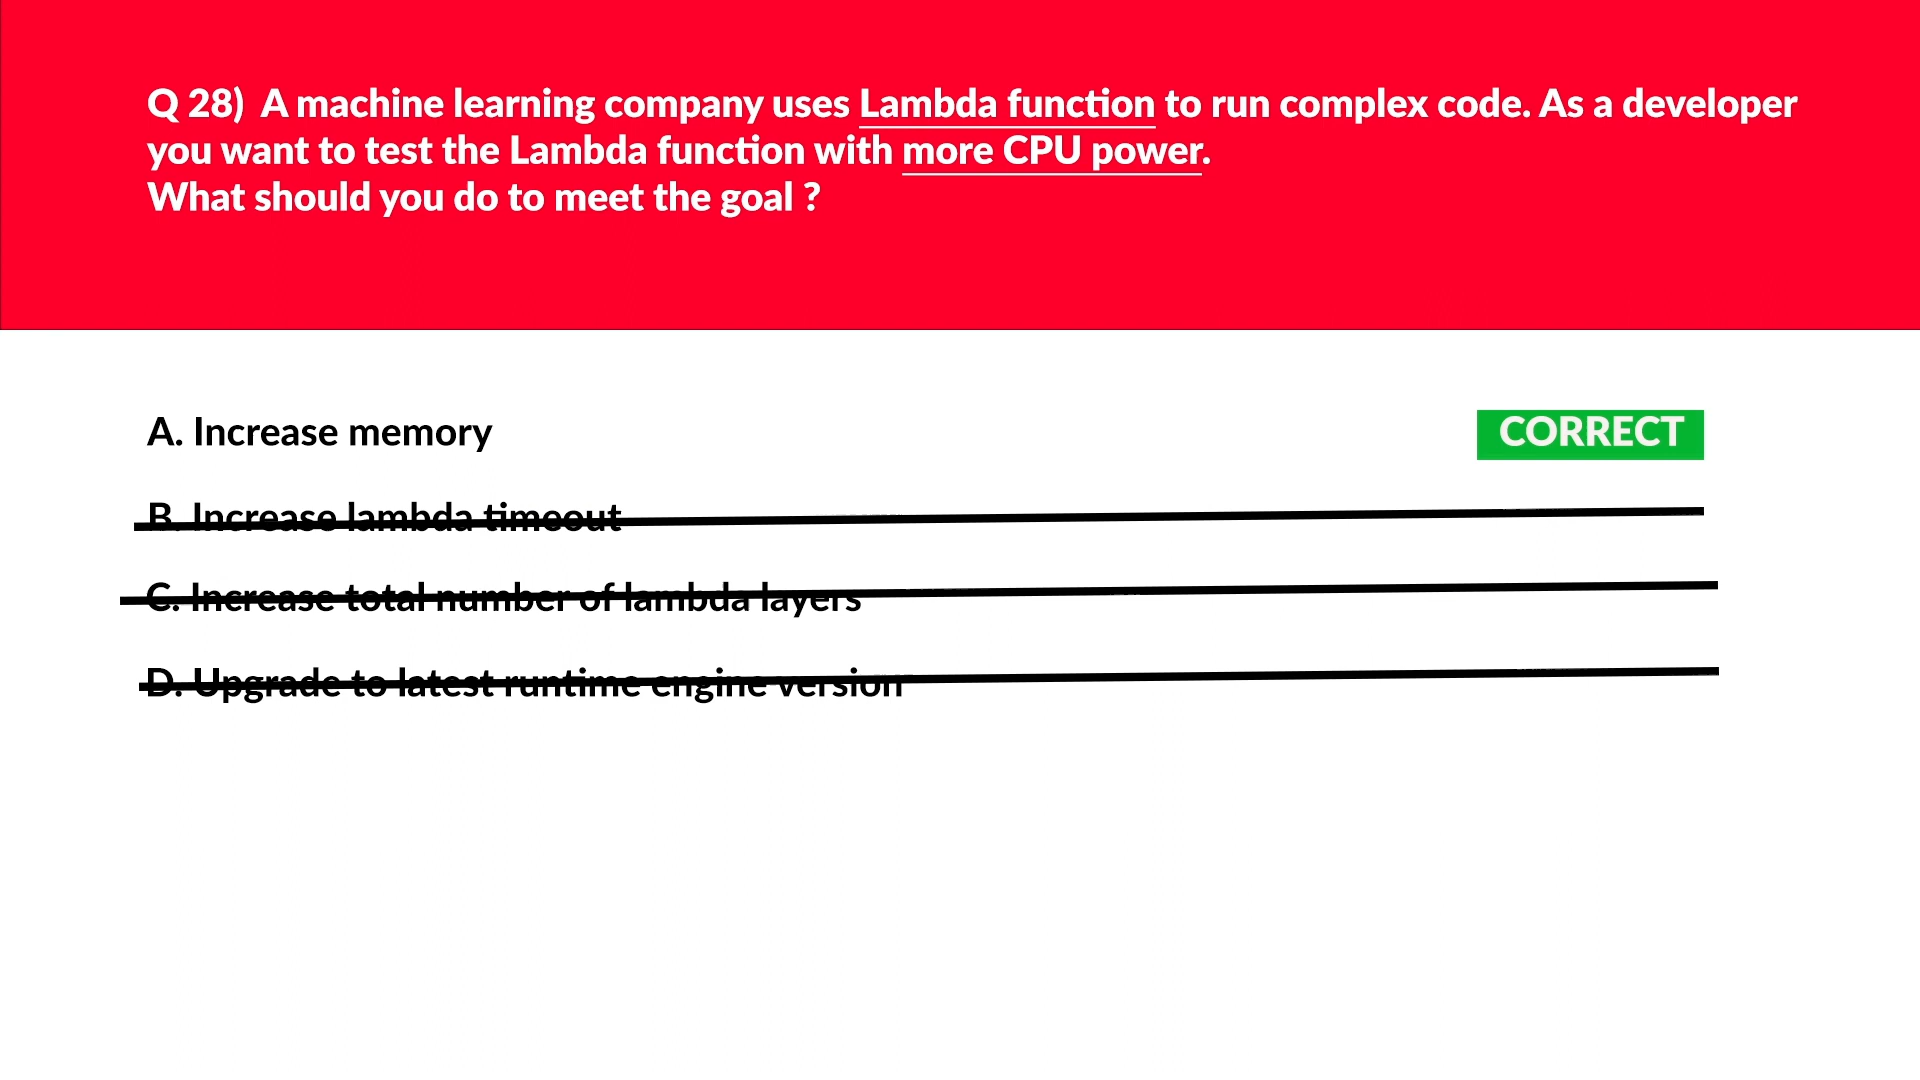 Q 28) A machine learning company uses Lambda function to run complex code. As a developer
you want to test the Lambda function with more CPU power.
What should you do to meet the goal ?
A. Increase memory
CORRECT
B. Increase lambda timeout
C. Increase total number of lambda layers
D. Upgrade to latest runtime engine version